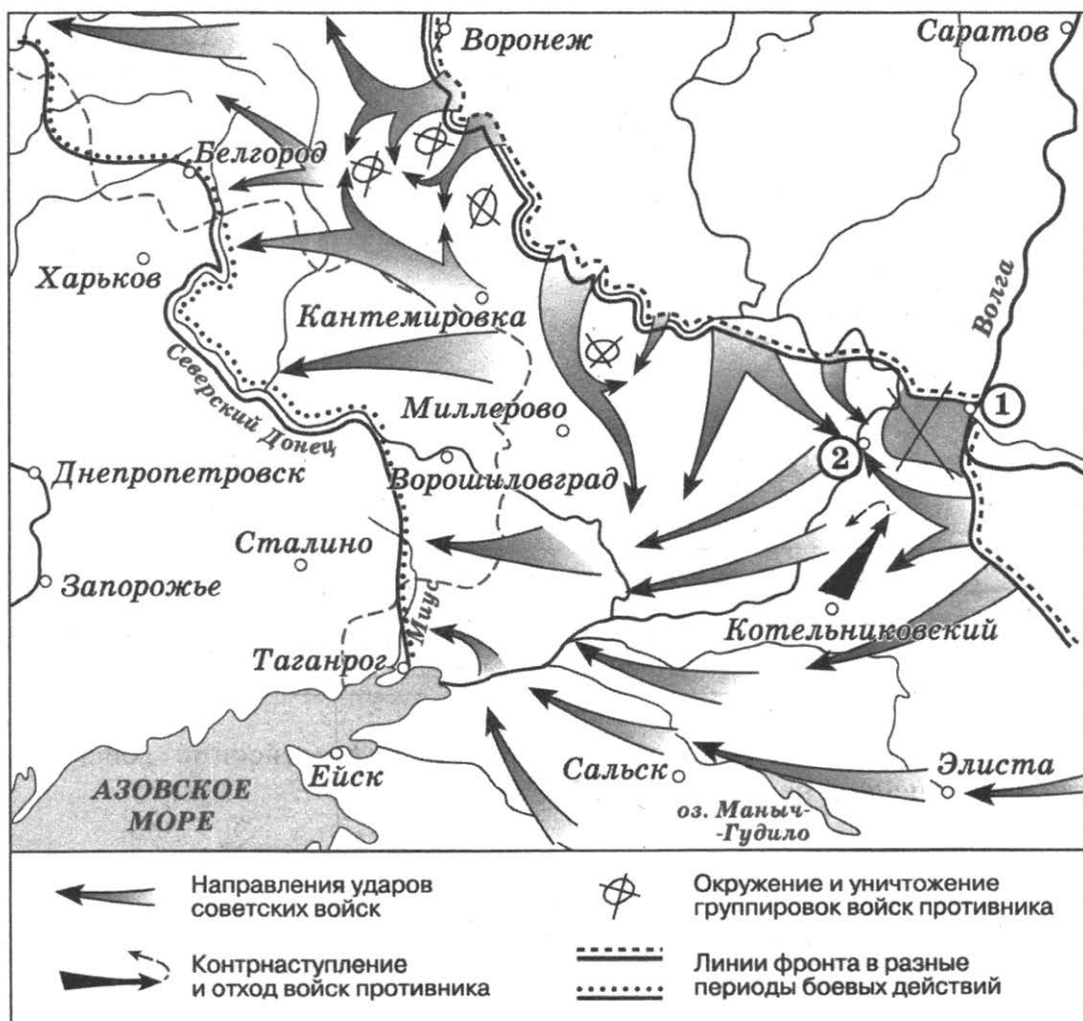 Воронеж
Саратов
Белгород
Волга
Харьков
Кантемировка
Северский Донец
Миллерово
1
2
Днепропетровск
Ворошиловград
Сталино
Запорожье
Миус
Котельниковский
Таганрог
Ейск
Сальск
Элиста
АЗОВСКОЕ
МОРЕ
оз. Маныч-
-Гудило
Направления ударов
советских войск
Окружение и уничтожение
группировок войск противника
Контрнаступление
и отход войск противника
Линии фронта в разные
периоды боевых действий